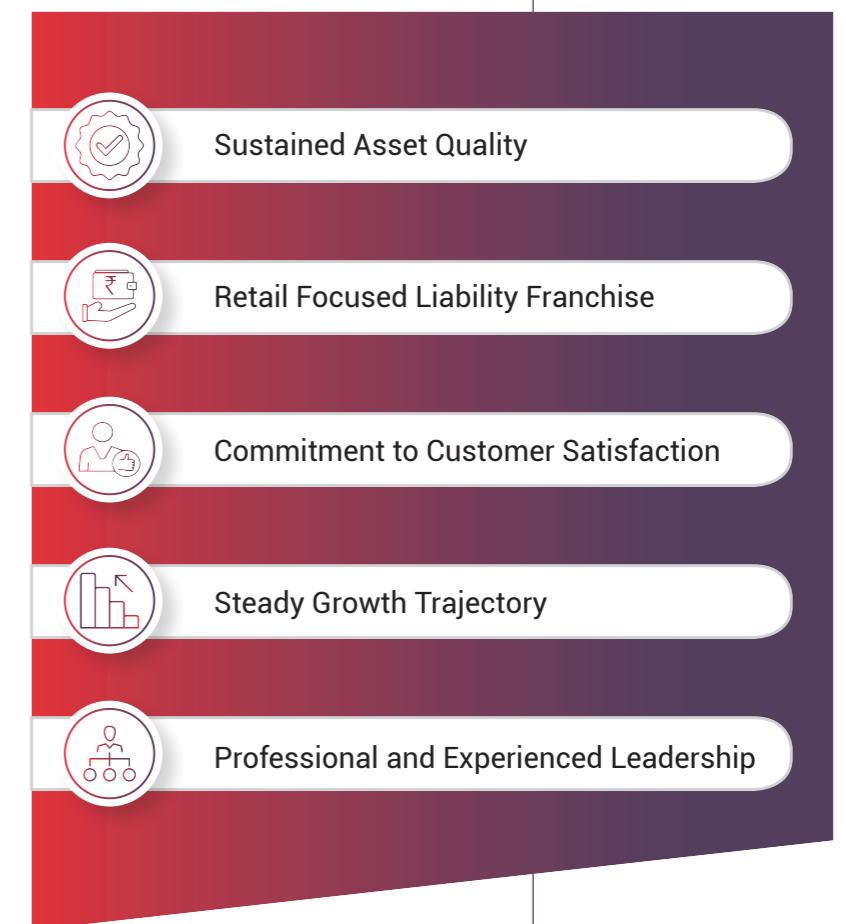 Sustained Asset Quality
₹
Retail Focused Liability Franchise
Commitment to Customer Satisfaction
Steady Growth Trajectory
Professional and Experienced Leadership